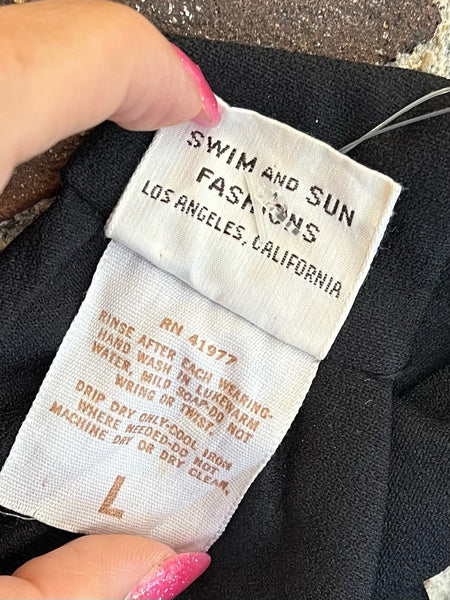 SWIM AND SUN
FASHIONS
LOS ANGELES, CALIFORNIA
RN 41977
RINSE AFTER EACH WEARING-
HAND WASH IN LUKEWARM
WATER, MILD SOAP-DO NOT
WRING OR TWIST.
DRIP DRY ONLY-COOL IRON
WHERE NEEDED-DO NOT
MACHINE DRY OR DRY CLEAN.
L